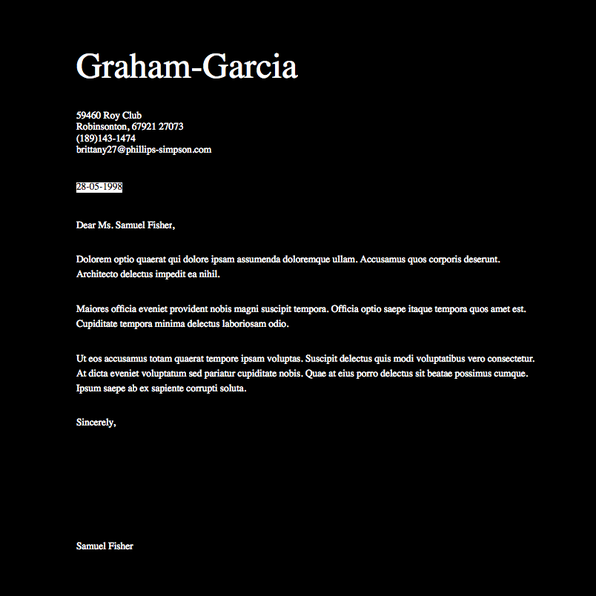 Graham-Garcia
59460 Roy Club
Robinsonton, 67921 27073
(189)143-1474
brittany27@phillips-simpson.com
28-05-1998
Dear Ms. Samuel Fisher,
Dolorem optio quaerat qui dolore ipsam assumenda doloremque ullam. Accusamus quos corporis deserunt.
Architecto delectus impedit ea nihil.
Maiores officia eveniet provident nobis magni suscipit tempora. Officia optio saepe itaque tempora quos amet est.
Cupiditate tempora minima delectus laboriosam odio.
Ut eos accusamus totam quaerat tempore ipsam voluptas. Suscipit delectus quis modi voluptatibus vero consectetur.
At dicta eveniet voluptatum sed pariatur cupiditate nobis. Quae at eius porro delectus sit beatae possimus cumque.
Ipsum saepe ab ex sapiente corrupti soluta.
Sincerely,
Samuel Fisher